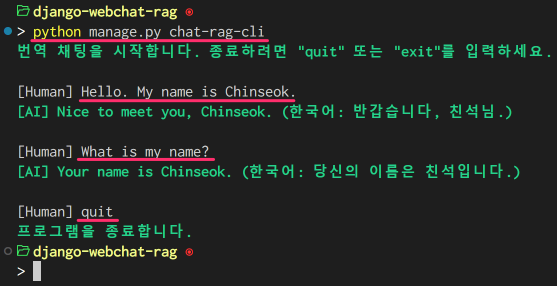 django-webchat-rag
> python manage.py chat-rag-cli
번역 채팅을 시작합니다. 종료하려면 "quit" 또는 "exit"를 입력하세요.
[Human] Hello. My name is Chinseok.
[AI] Nice to meet you, Chinseok. (한국어: 반갑습니다, 친석님.)
[Human] What is my name?
[AI] Your name is Chinseok. (한국어: 당신의 이름은 친석입니다.)
[Human] quit
프로그램을 종료합니다.
django-webchat-rag
>